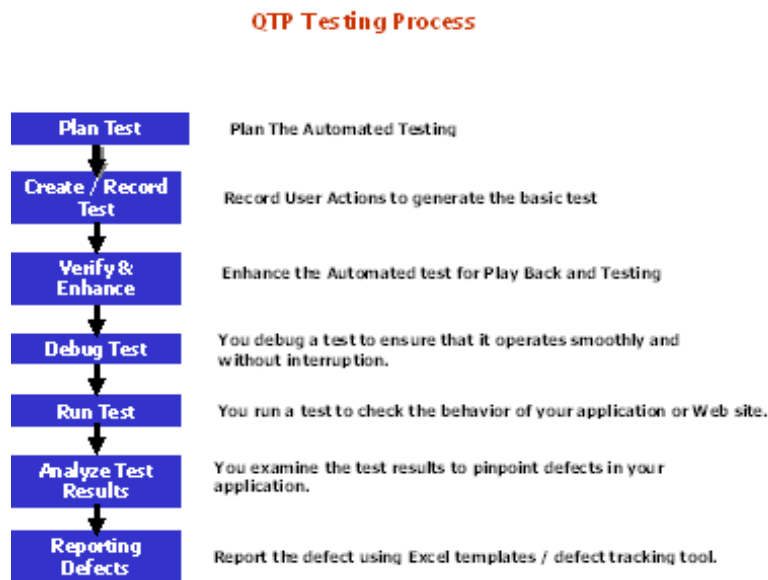 QTP Testing Process
Plan Test
Plan The Automated Testing
Create / Record
Test
Record User Actions to generate the basic test
Verify &
Enhance
Enhance the Automated test for Play Back and Testing
Debug Test
You debug a test to ensure that it operates smoothly and
without interruption.
Run Test
You run a test to check the behavior of your application or Web site.
Analyze Test
Results
You examine the test results to pinpoint defects in your
application.
Reporting
Defects
Report the defect using Excel templates / defect tracking tool.